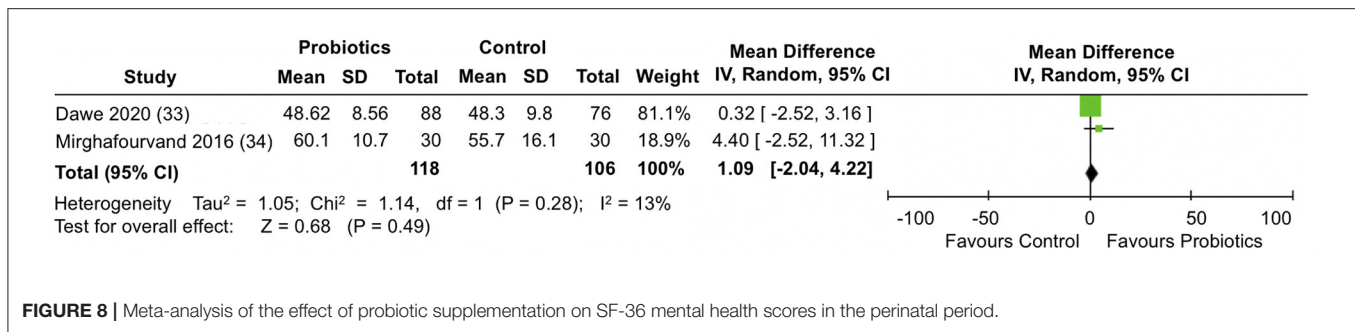 Probiotics Control Mean Difference Mean Difference
Study Mean SD Total Mean SD Total Weight IV, Random, 95% CI IV, Random, 95% CI
Dawe 2020 (33) 48.62 8.56 88 48.3 9.8 76 81.1% 0.32 [ -2.52, 3.16 ]
Mirghafourvand 2016 (34) 60.1 10.7 30 55.7 16.1 30 18.9% 4.40 [ -2.52, 11.32 ]
Total (95% CI) 118 106 100% 1.09 [-2.04, 4.22]
Heterogeneity Tau² = 1.05; Chi² = 1.14, df = 1 (P = 0.28); I² = 13%
Test for overall effect: Z = 0.68 (P = 0.49)
-100 -50 0 50 100
Favours Control Favours Probiotics
FIGURE 8 | Meta-analysis of the effect of probiotic supplementation on SF-36 mental health scores in the perinatal period.